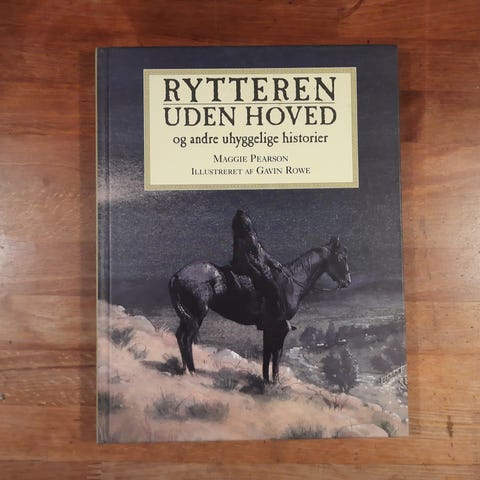 RYTTEREN
UDEN HOVED
og andre uhyggelige historier
MAGGIE PEARSON
ILLUSTRERET AF GAVIN ROWE